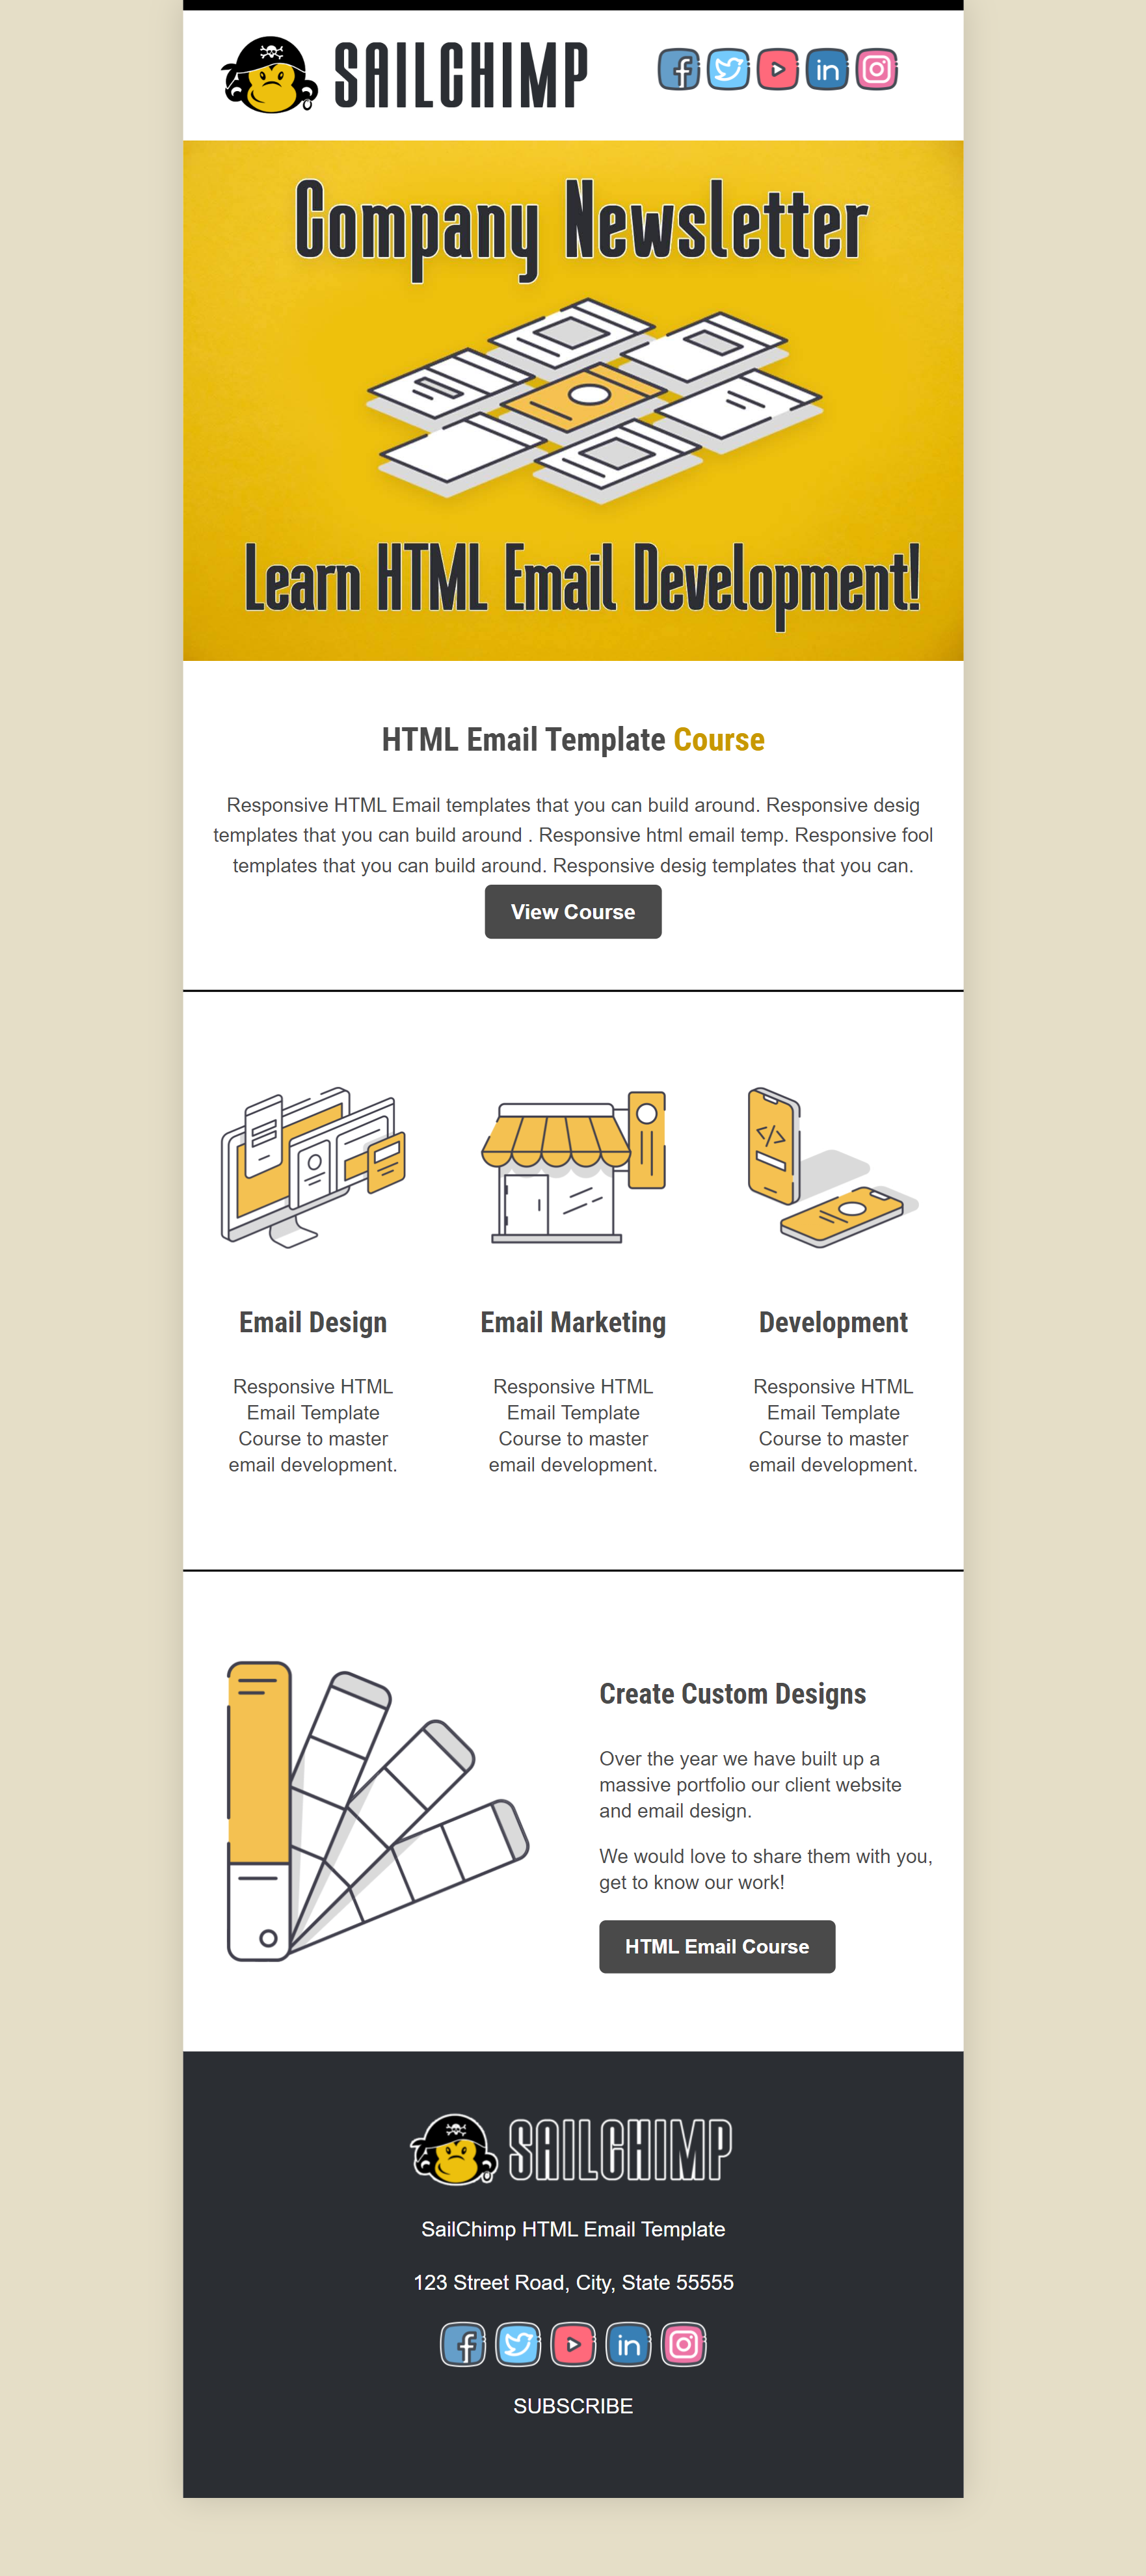 SAILCHIMP
Company Newsletter
Learn HTML Email Development!
HTML Email Template Course
Responsive HTML Email templates that you can build around. Responsive desig
templates that you can build around . Responsive html email temp. Responsive fool
templates that you can build around. Responsive desig templates that you can.
View Course
</>
Email Design
Responsive HTML
Email Template
Course to master
email development.
Email Marketing
Responsive HTML
Email Template
Course to master
email development.
Development
Responsive HTML
Email Template
Course to master
email development.
Create Custom Designs
Over the year we have built up a
massive portfolio our client website
and email design.
We would love to share them with you,
get to know our work!
HTML Email Course
SAILCHIMP
SailChimp HTML Email Template
123 Street Road, City, State 55555
SUBSCRIBE